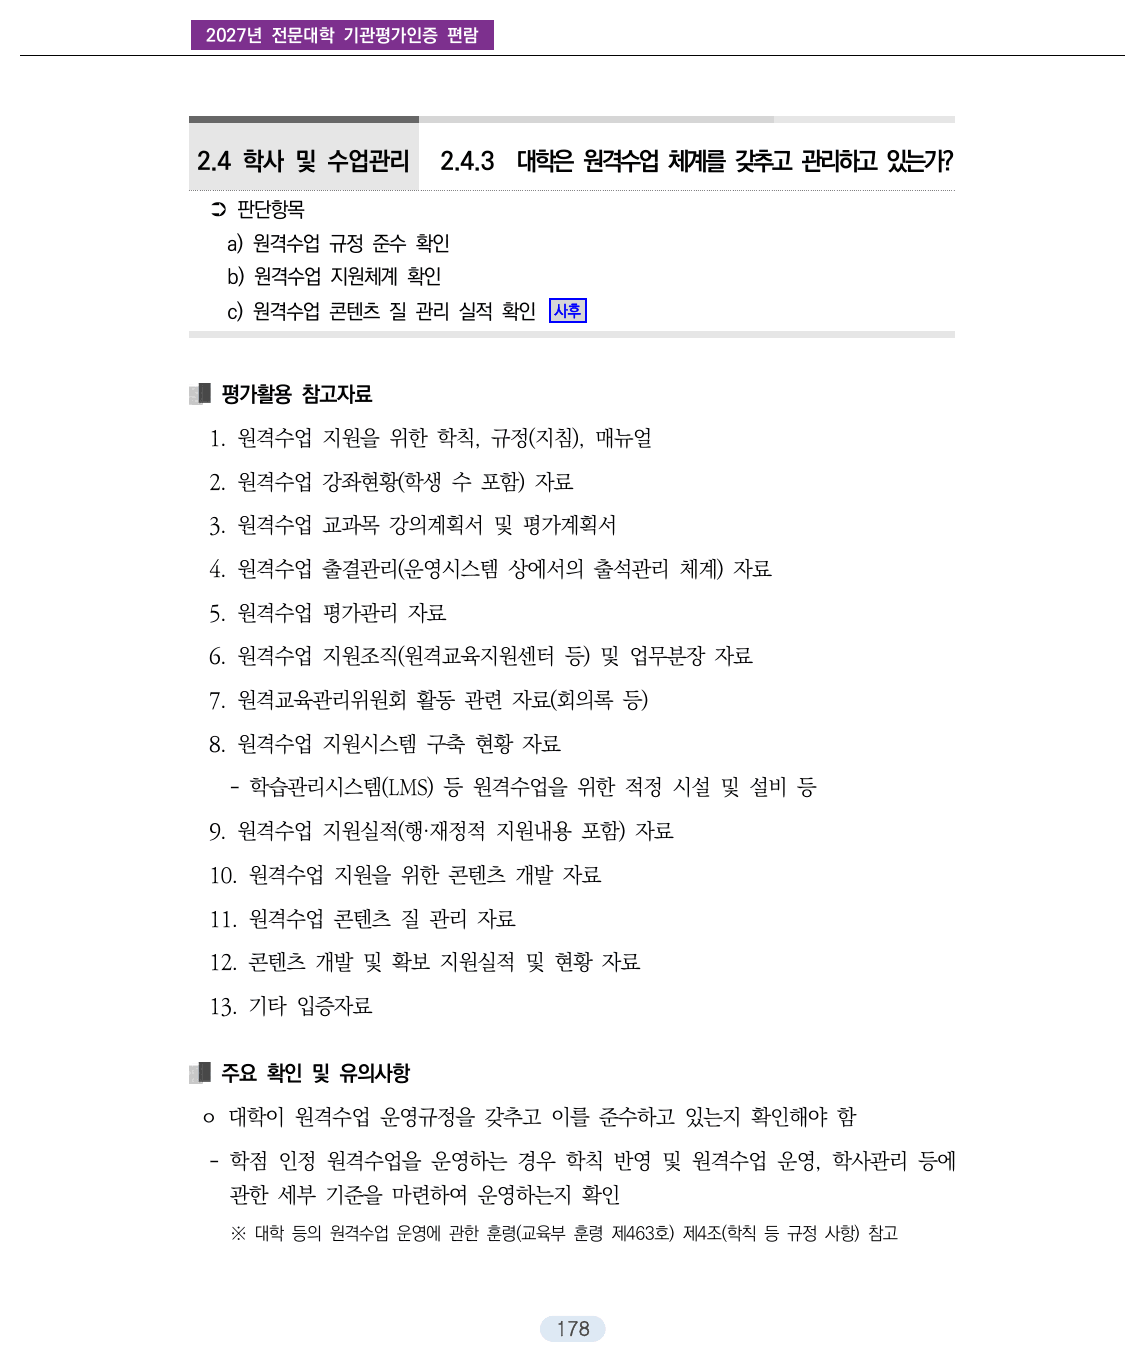 2027년 전문대학 기관평가인증 편람
2.4 학사 및 수업관리 2.4.3 대학은 원격수업 체계를 갖추고 관리하고 있는가?
➲ 판단항목
a) 원격수업 규정 준수 확인
b) 원격수업 지원체계 확인
c) 원격수업 콘텐츠 질 관리 실적 확인 사후
평가활용 참고자료
1. 원격수업 지원을 위한 학칙, 규정(지침), 매뉴얼
2. 원격수업 강좌현황(학생 수 포함) 자료
3. 원격수업 교과목 강의계획서 및 평가계획서
4. 원격수업 출결관리(운영시스템 상에서의 출석관리 체계) 자료
5. 원격수업 평가관리 자료
6. 원격수업 지원조직(원격교육지원센터 등) 및 업무분장 자료
7. 원격교육관리위원회 활동 관련 자료(회의록 등)
8. 원격수업 지원시스템 구축 현황 자료
- 학습관리시스템(LMS) 등 원격수업을 위한 적정 시설 및 설비 등
9. 원격수업 지원실적(행·재정적 지원내용 포함) 자료
10. 원격수업 지원을 위한 콘텐츠 개발 자료
11. 원격수업 콘텐츠 질 관리 자료
12. 콘텐츠 개발 및 확보 지원실적 및 현황 자료
13. 기타 입증자료
주요 확인 및 유의사항
ㅇ 대학이 원격수업 운영규정을 갖추고 이를 준수하고 있는지 확인해야 함
- 학점 인정 원격수업을 운영하는 경우 학칙 반영 및 원격수업 운영, 학사관리 등에
관한 세부 기준을 마련하여 운영하는지 확인
※ 대학 등의 원격수업 운영에 관한 훈령(교육부 훈령 제463호) 제4조(학칙 등 규정 사항) 참고
178